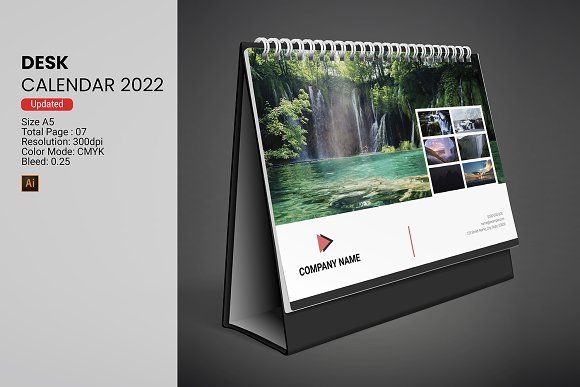 DESK
CALENDAR 2022
Updated
Size A5
Total Page : 07
Resolution: 300dpi
Color Mode: CMYK
Bleed: 0.25
Ai
COMPANY NAME